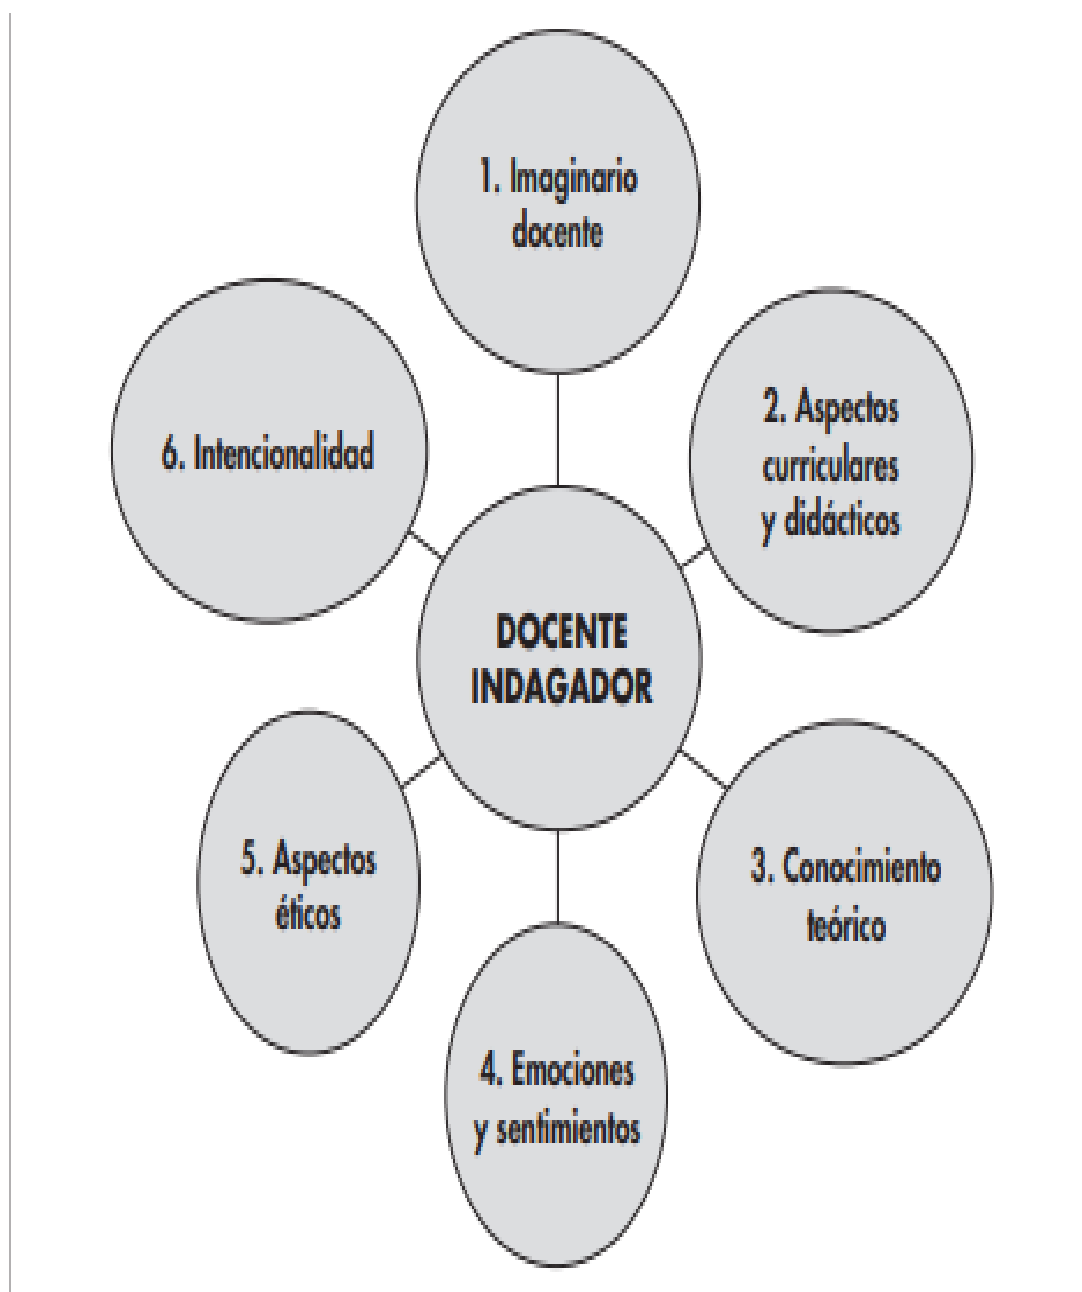 1. Imaginario
docente
2. Aspectos
curriculares
y didácticos
3. Conocimiento
teórico
4. Emociones
y sentimientos
5. Aspectos
éticos
6. Intencionalidad
DOCENTE
INDAGADOR